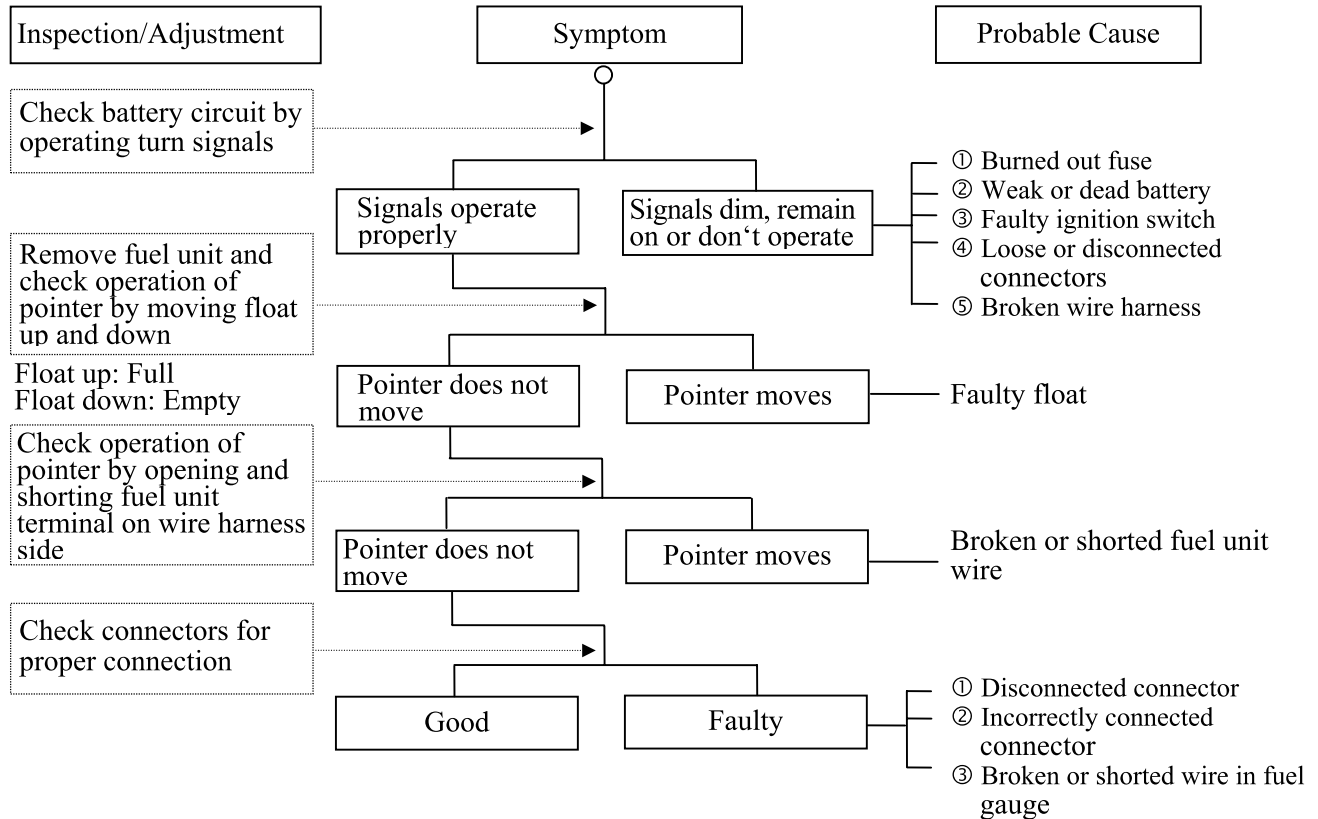 Inspection/Adjustment
Symptom
Probable Cause
Check battery circuit by
operating turn signals
Signals operate
properly
Signals dim, remain
on or don‘t operate
① Burned out fuse
② Weak or dead battery
③ Faulty ignition switch
④ Loose or disconnected
connectors
⑤ Broken wire harness
Remove fuel unit and
check operation of
pointer by moving float
up and down
Float up: Full
Float down: Empty
Pointer does not
move
Pointer moves
Faulty float
Check operation of
pointer by opening and
shorting fuel unit
terminal on wire harness
side
Pointer does not
move
Pointer moves
Broken or shorted fuel unit
wire
Check connectors for
proper connection
Good
Faulty
① Disconnected connector
② Incorrectly connected
connector
③ Broken or shorted wire in fuel
gauge